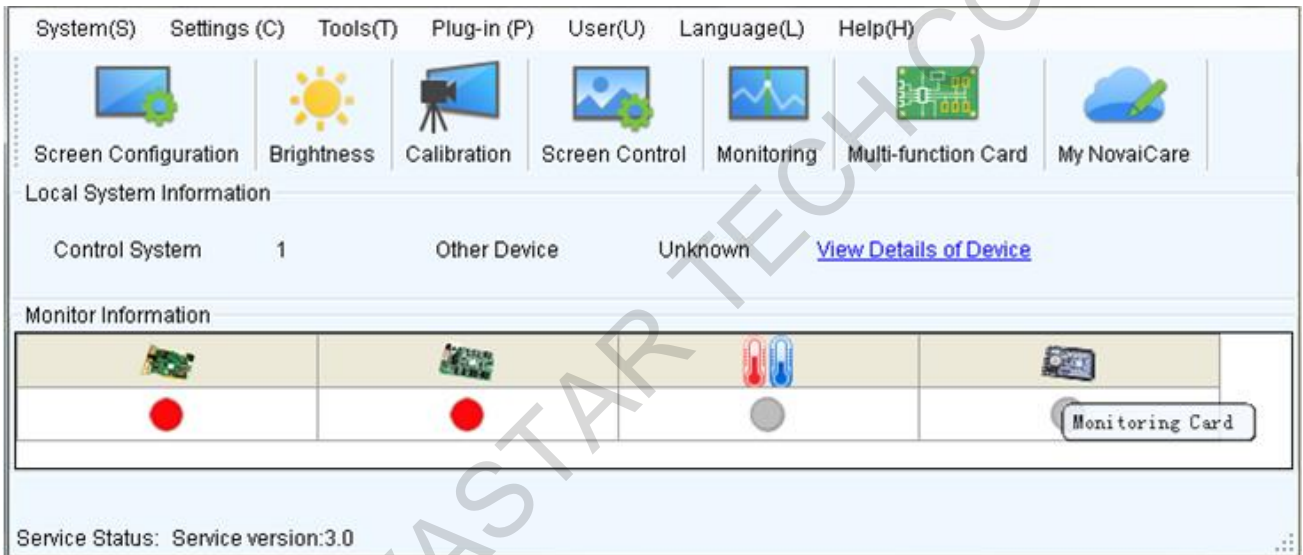 System(S) Settings (C) Tools(T) Plug-in (P) User(U) Language(L) Help(H)
Screen Configuration Brightness Calibration Screen Control Monitoring Multi-function Card My NovaiCare
Local System Information
Control System 1 Other Device Unknown View Details of Device
Monitor Information
Monitoring Card
Service Status: Service version:3.0